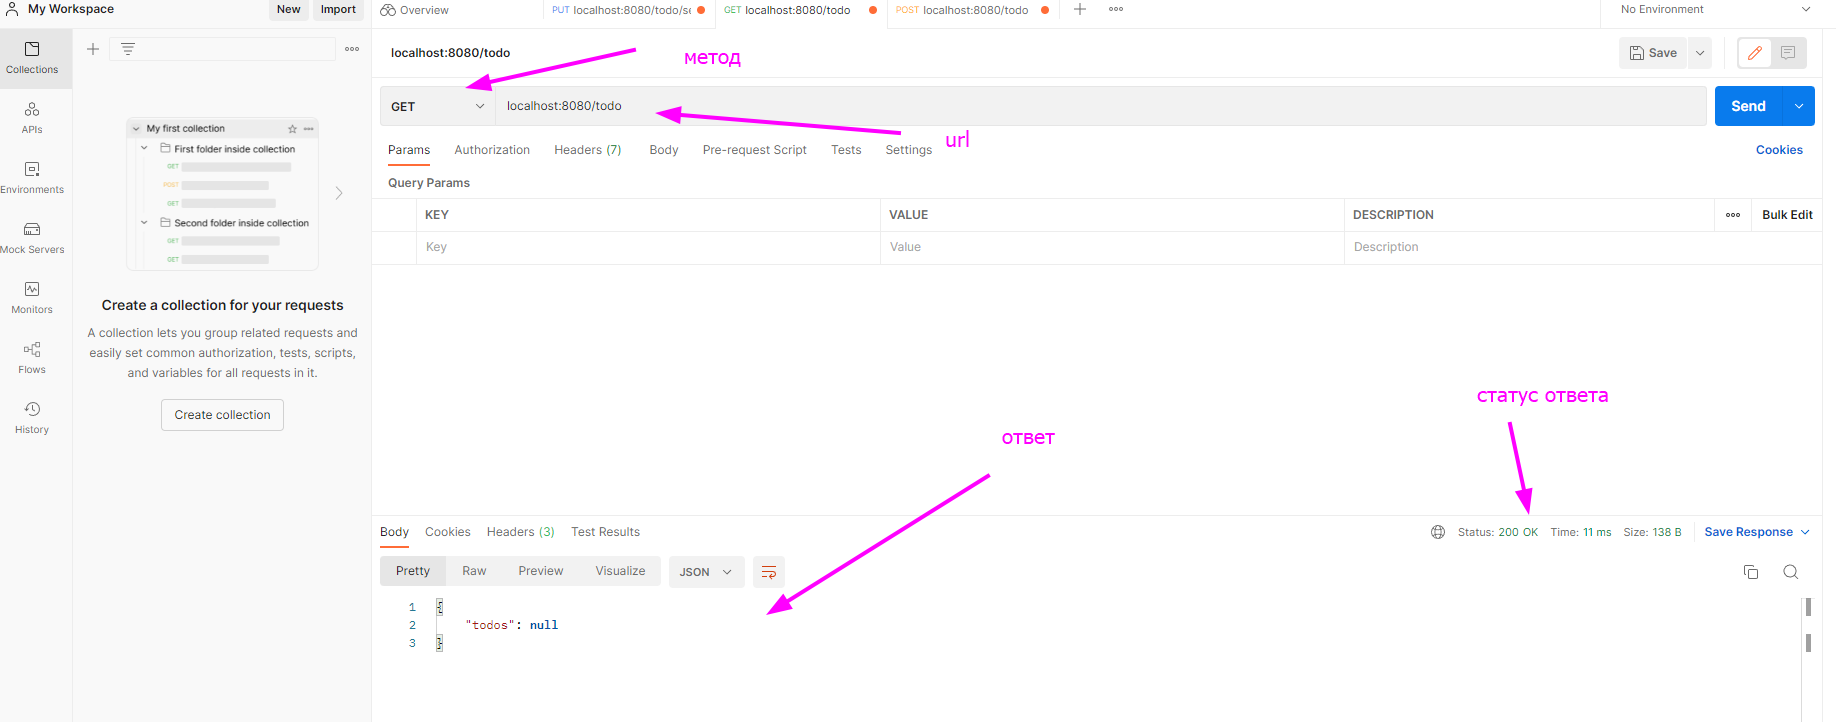 My Workspace
New
Import
Overview
PUT localhost:8080/todo/se
GET localhost:8080/todo
POST localhost:8080/todo
No Environment
Collections
APIs
Environments
Mock Servers
Monitors
Flows
History
My first collection
First folder inside collection
GET
POST
GET
Second folder inside collection
GET
GET
Create a collection for your requests
A collection lets you group related requests and
easily set common authorization, tests, scripts,
and variables for all requests in it.
Create collection
localhost:8080/todo
метод
Save
GET
localhost:8080/todo
Send
url
Params
Authorization
Headers (7)
Body
Pre-request Script
Tests
Settings
Cookies
Query Params
KEY
VALUE
DESCRIPTION
Bulk Edit
Key
Value
Description
статус ответа
ответ
Body
Cookies
Headers (3)
Test Results
Status: 200 OK
Time: 11 ms
Size: 138 B
Save Response
Pretty
Raw
Preview
Visualize
JSON
1 {
2 "todos": null
3 }